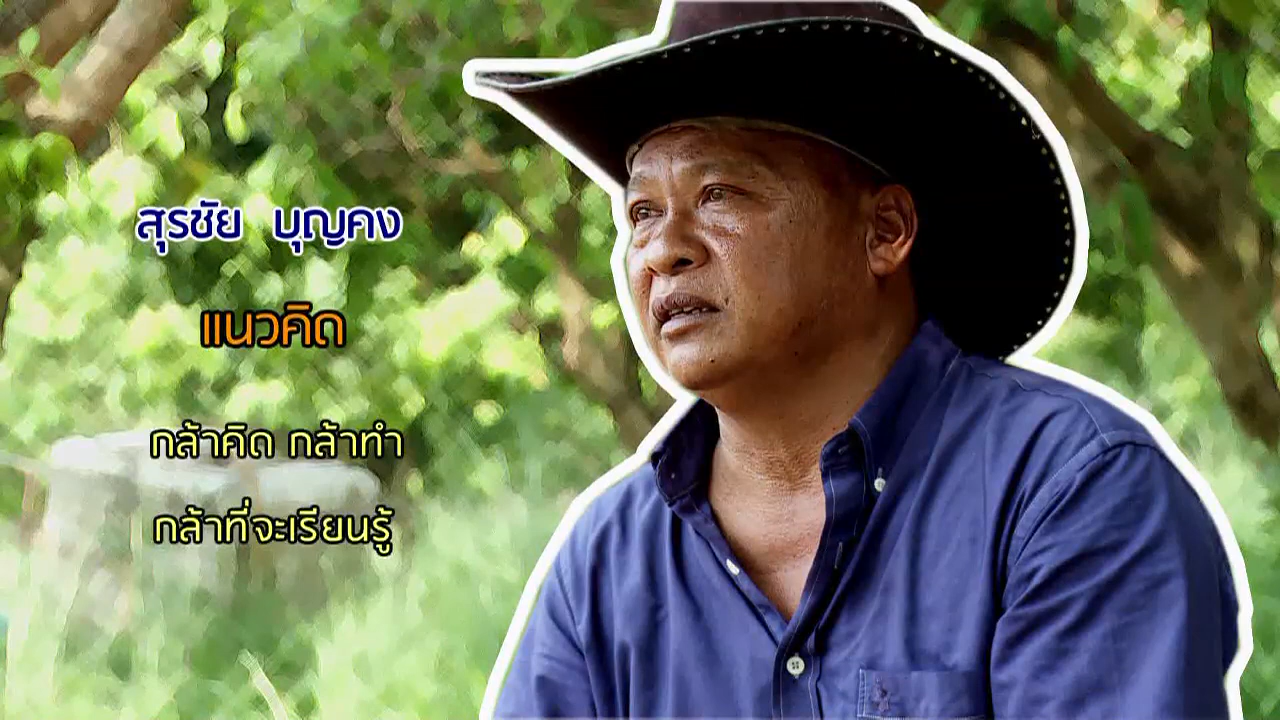 สุรชัย บุญคง
แนวคิด
กล้าคิด กล้าทำ
กล้าที่จะเรียนรู้